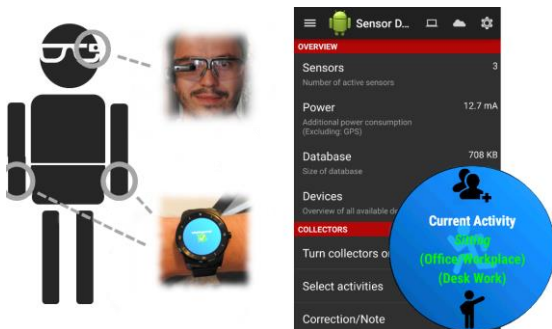 Sensor D...
OVERVIEW
Sensors
3
Number of active sensors
Power
12.7 mA
Additional power consumption
(Excluding: GPS)
Database
708 KB
Size of database
Devices
Overview of all available de
COLLECTORS
Turn collectors o
Select activities
Correction/Note
Current Activity
Sitting
(Office/Workplace)
(Desk Work)